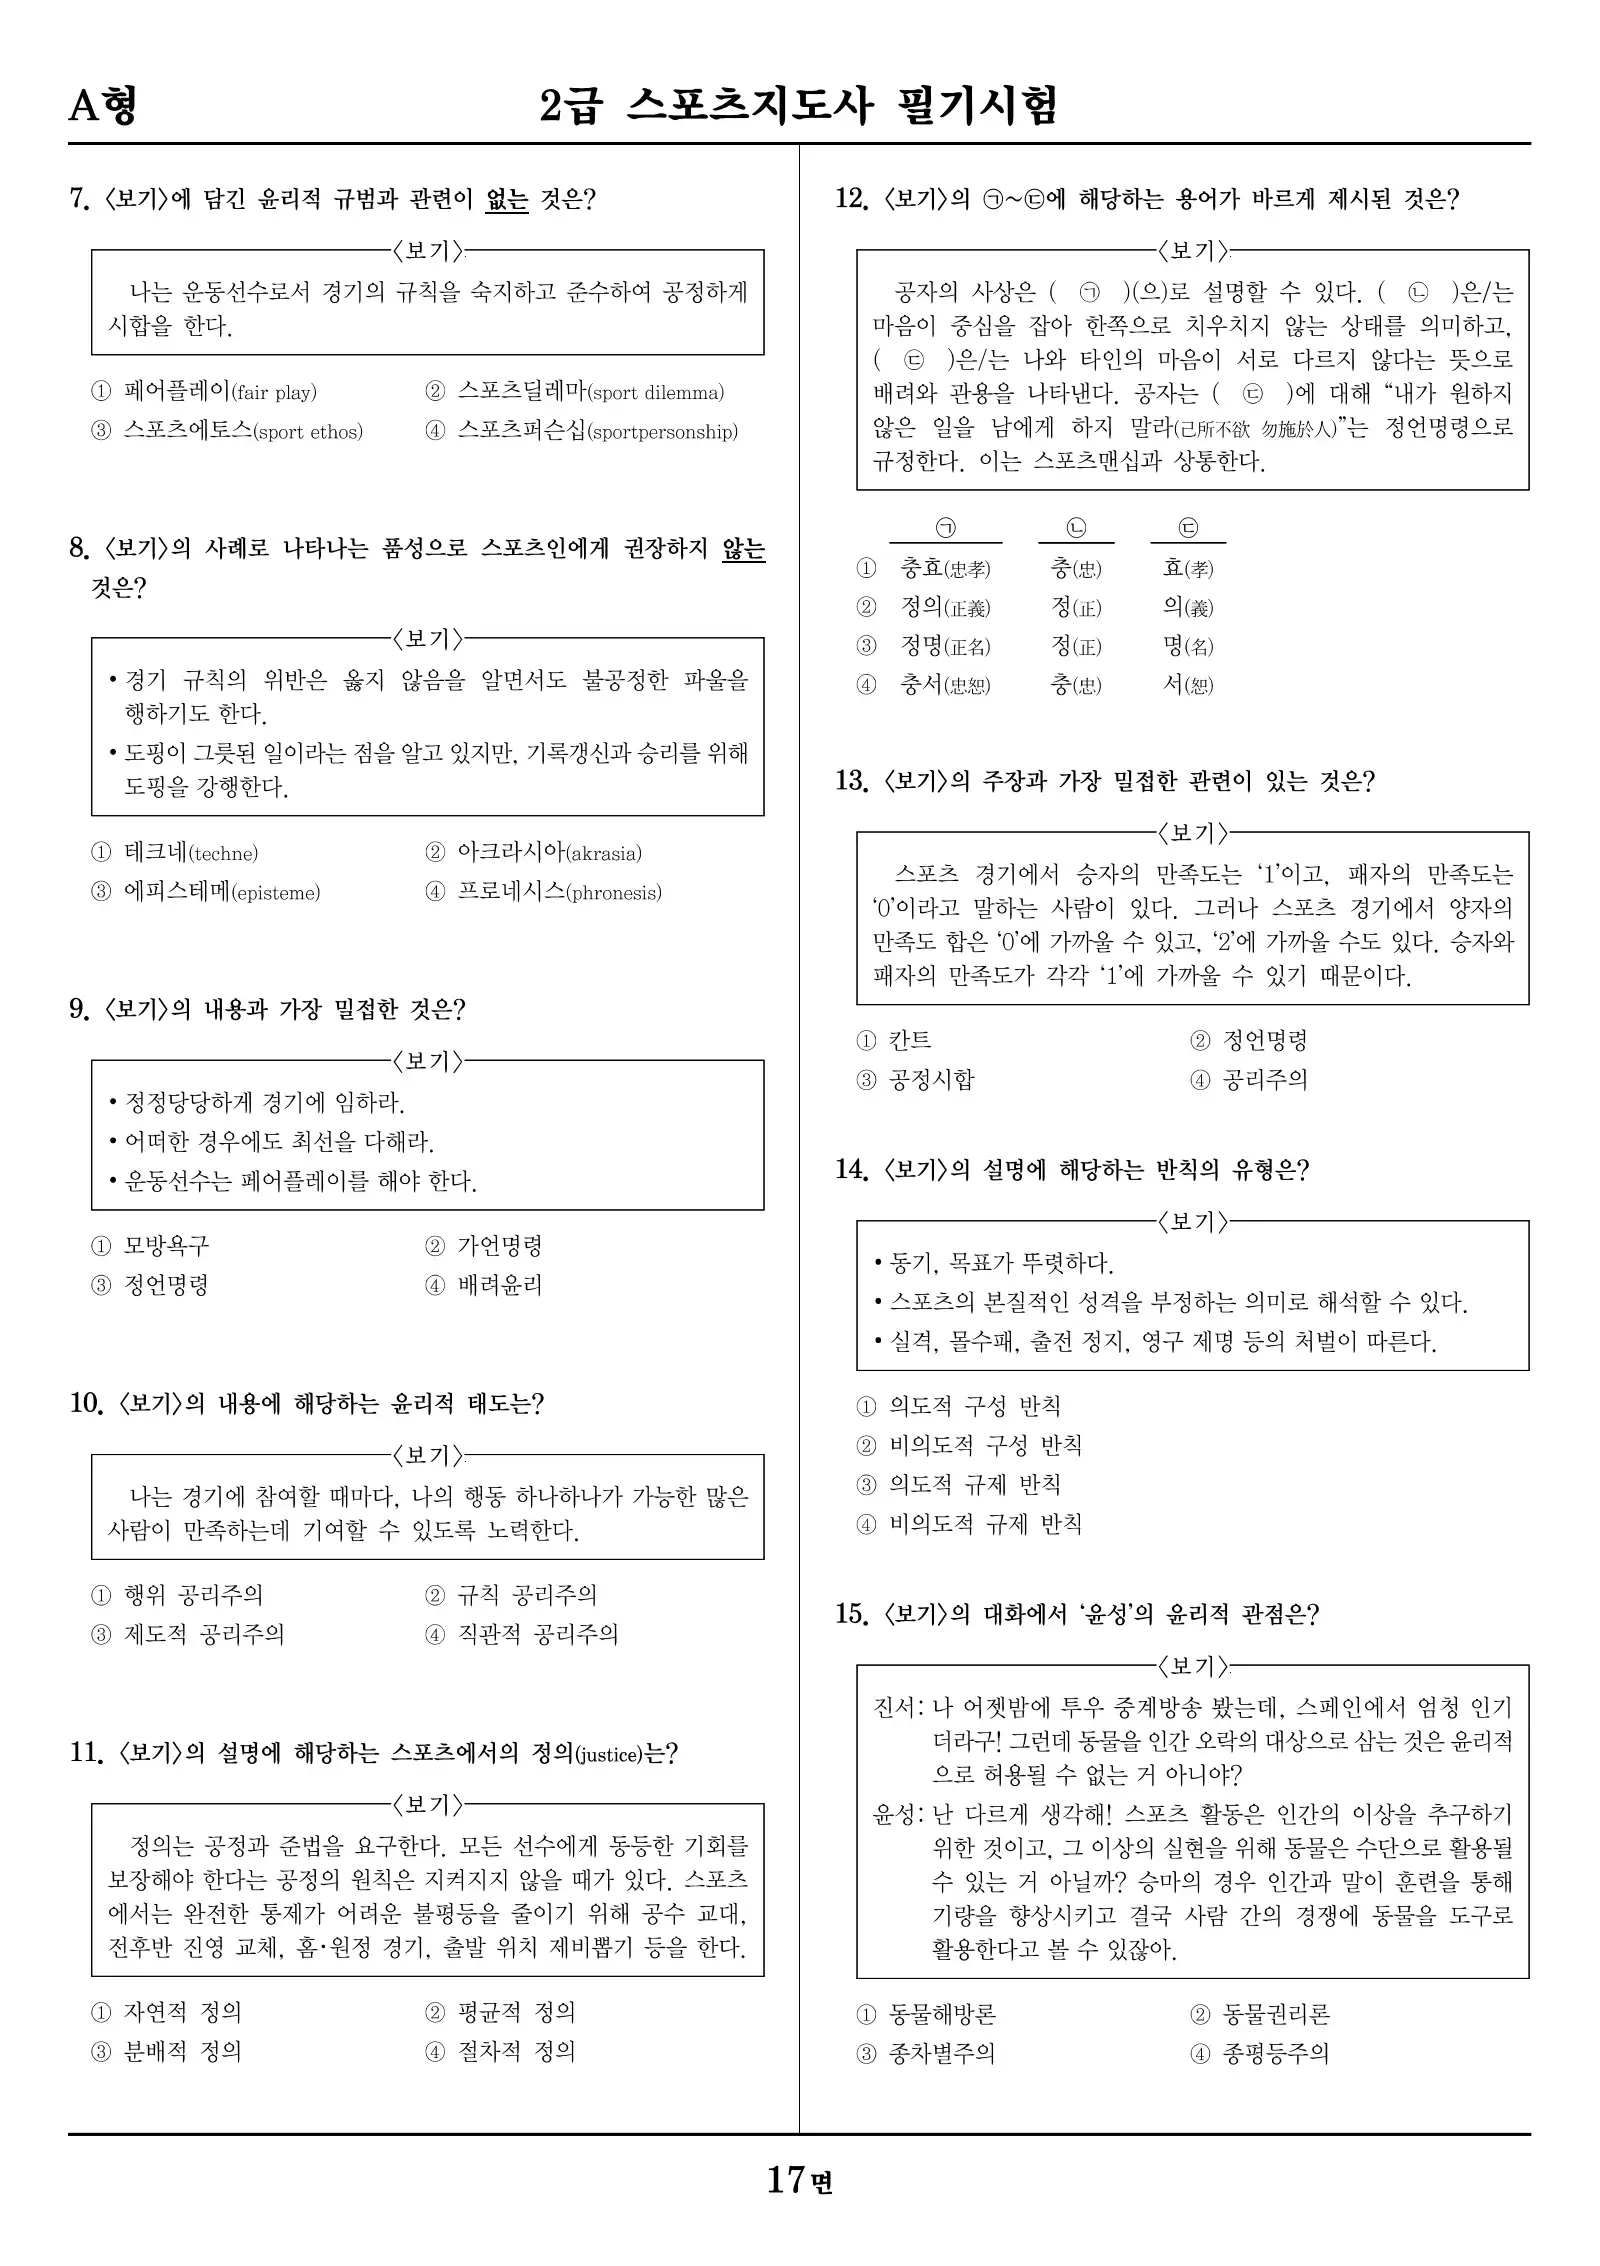 A형
2급 스포츠지도사 필기시험
7. 〈보기〉에 담긴 윤리적 규범과 관련이 없는 것은?
〈보기〉
나는 운동선수로서 경기의 규칙을 숙지하고 준수하여 공정하게
시합을 한다.
① 페어플레이(fair play) ② 스포츠딜레마(sport dilemma)
③ 스포츠에토스(sport ethos) ④ 스포츠퍼슨십(sportpersonship)
8. 〈보기〉의 사례로 나타나는 품성으로 스포츠인에게 권장하지 않는
것은?
〈보기〉
• 경기 규칙의 위반은 옳지 않음을 알면서도 불공정한 파울을
행하기도 한다.
• 도핑이 그릇된 일이라는 점을 알고 있지만, 기록갱신과 승리를 위해
도핑을 강행한다.
① 테크네(techne) ② 아크라시아(akrasia)
③ 에피스테메(episteme) ④ 프로네시스(phronesis)
9. 〈보기〉의 내용과 가장 밀접한 것은?
〈보기〉
• 정정당당하게 경기에 임하라.
• 어떠한 경우에도 최선을 다해라.
• 운동선수는 페어플레이를 해야 한다.
① 모방욕구 ② 가언명령
③ 정언명령 ④ 배려윤리
10. 〈보기〉의 내용에 해당하는 윤리적 태도는?
〈보기〉
나는 경기에 참여할 때마다, 나의 행동 하나하나가 가능한 많은
사람이 만족하는데 기여할 수 있도록 노력한다.
① 행위 공리주의 ② 규칙 공리주의
③ 제도적 공리주의 ④ 직관적 공리주의
11. 〈보기〉의 설명에 해당하는 스포츠에서의 정의(justice)는?
〈보기〉
정의는 공정과 준법을 요구한다. 모든 선수에게 동등한 기회를
보장해야 한다는 공정의 원칙은 지켜지지 않을 때가 있다. 스포츠
에서는 완전한 통제가 어려운 불평등을 줄이기 위해 공수 교대,
전후반 진영 교체, 홈·원정 경기, 출발 위치 제비뽑기 등을 한다.
① 자연적 정의 ② 평균적 정의
③ 분배적 정의 ④ 절차적 정의
12. 〈보기〉의 ㉠~㉢에 해당하는 용어가 바르게 제시된 것은?
〈보기〉
공자의 사상은 ( ㉠ )(으)로 설명할 수 있다. ( ㉡ )은/는
마음이 중심을 잡아 한쪽으로 치우치지 않는 상태를 의미하고,
( ㉢ )은/는 나와 타인의 마음이 서로 다르지 않다는 뜻으로
배려와 관용을 나타낸다. 공자는 ( ㉢ )에 대해 “내가 원하지
않은 일을 남에게 하지 말라(己所不欲 勿施於人)”는 정언명령으로
규정한다. 이는 스포츠맨십과 상통한다.
㉠ ㉡ ㉢
① 충효(忠孝) 충(忠) 효(孝)
② 정의(正義) 정(正) 의(義)
③ 정명(正名) 정(正) 명(名)
④ 충서(忠恕) 충(忠) 서(恕)
13. 〈보기〉의 주장과 가장 밀접한 관련이 있는 것은?
〈보기〉
스포츠 경기에서 승자의 만족도는 ‘1’이고, 패자의 만족도는
‘0’이라고 말하는 사람이 있다. 그러나 스포츠 경기에서 양자의
만족도 합은 ‘0’에 가까울 수 있고, ‘2’에 가까울 수도 있다. 승자와
패자의 만족도가 각각 ‘1’에 가까울 수 있기 때문이다.
① 칸트 ② 정언명령
③ 공정시합 ④ 공리주의
14. 〈보기〉의 설명에 해당하는 반칙의 유형은?
〈보기〉
• 동기, 목표가 뚜렷하다.
• 스포츠의 본질적인 성격을 부정하는 의미로 해석할 수 있다.
• 실격, 몰수패, 출전 정지, 영구 제명 등의 처벌이 따른다.
① 의도적 구성 반칙
② 비의도적 구성 반칙
③ 의도적 규제 반칙
④ 비의도적 규제 반칙
15. 〈보기〉의 대화에서 ‘윤성’의 윤리적 관점은?
〈보기〉
진서: 나 어젯밤에 투우 중계방송 봤는데, 스페인에서 엄청 인기
더라구! 그런데 동물을 인간 오락의 대상으로 삼는 것은 윤리적
으로 허용될 수 없는 거 아니야?
윤성: 난 다르게 생각해! 스포츠 활동은 인간의 이상을 추구하기
위한 것이고, 그 이상의 실현을 위해 동물은 수단으로 활용될
수 있는 거 아닐까? 승마의 경우 인간과 말이 훈련을 통해
기량을 향상시키고 결국 사람 간의 경쟁에 동물을 도구로
활용한다고 볼 수 있잖아.
① 동물해방론 ② 동물권리론
③ 종차별주의 ④ 종평등주의
17면